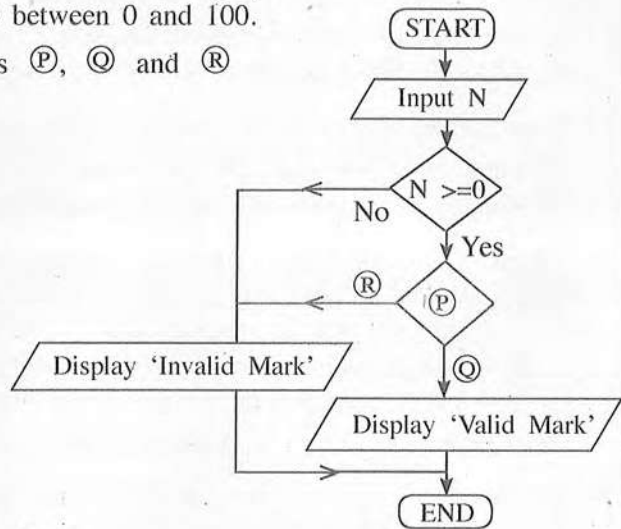 between 0 and 100.
s Ⓟ, Ⓠ and Ⓡ
START
Input N
N >=0
No
Yes
Ⓡ
Ⓟ
Display ‘Invalid Mark’
Ⓠ
Display ‘Valid Mark’
END